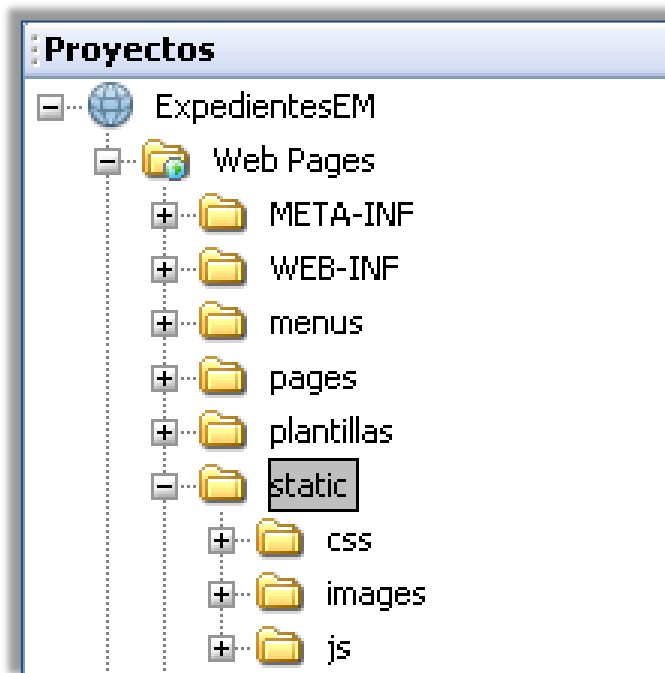 Proyectos
ExpedientesEM
Web Pages
META-INF
WEB-INF
menus
pages
plantillas
static
css
images
js